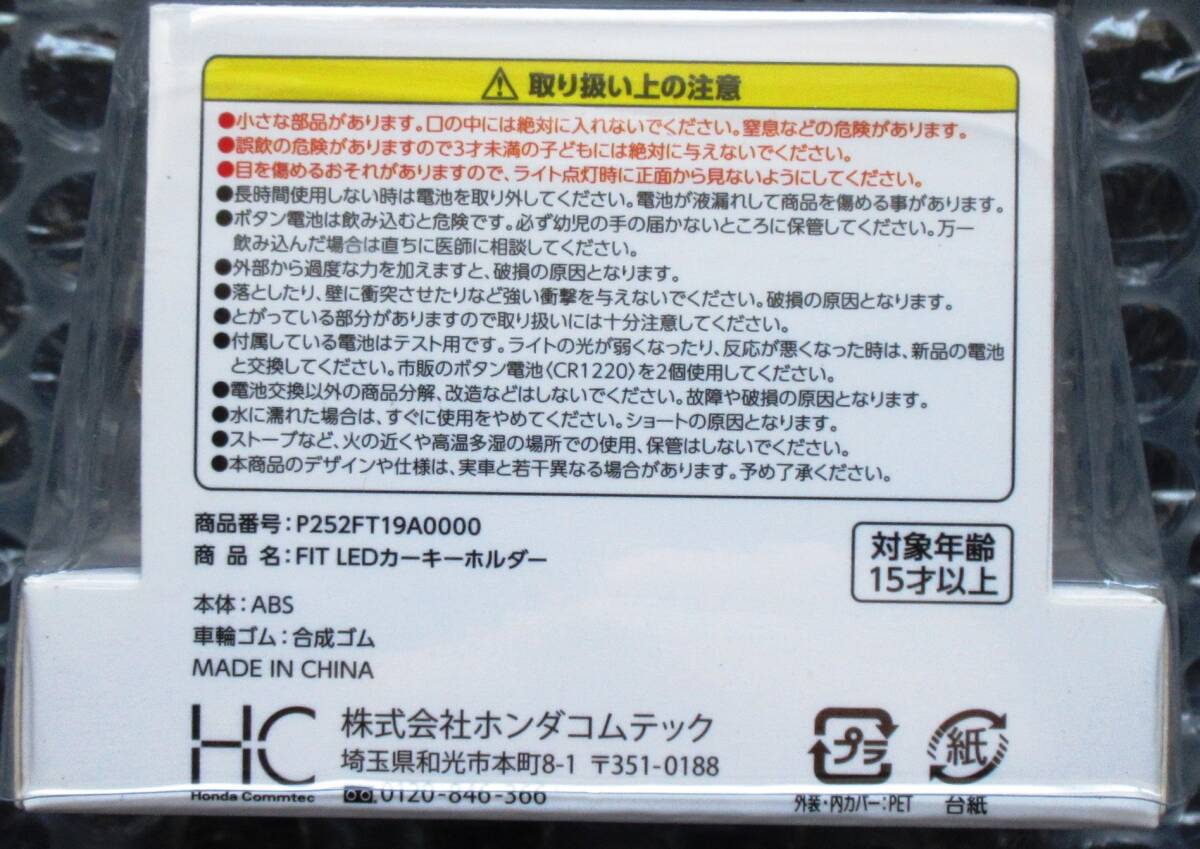 取り扱い上の注意
●小さな部品があります。口の中には絶対に入れないでください。窒息などの危険があります。
●誤飲の危険がありますので3才未満の子どもには絶対に与えないでください。
●目を傷めるおそれがありますので、ライト点灯時に正面から見ないようにしてください。
●長時間使用しない時は電池を取り外してください。電池が液漏れして商品を傷める事があります。
●ボタン電池は飲み込むと危険です。必ず幼児の手の届かないところに保管してください。万一
飲み込んだ場合は直ちに医師に相談してください。
●外部から過度な力を加えますと、破損の原因となります。
●落としたり、壁に衝突させたりなど強い衝撃を与えないでください。破損の原因となります。
●とがっている部分がありますので取り扱いには十分注意してください。
●付属している電池はテスト用です。ライトの光が弱くなったり、反応が悪くなった時は、新品の電池
と交換してください。市販のボタン電池〈CR1220〉を2個使用してください。
●電池交換以外の商品分解、改造などはしないでください。故障や破損の原因となります。
●水に濡れた場合は、すぐに使用をやめてください。ショートの原因となります。
●ストーブなど、火の近くや高温多湿の場所での使用、保管はしないでください。
●本商品のデザインや仕様は、実車と若干異なる場合があります。予め了承ください。
商品番号:P252FT19A0000
商 品 名:FIT LEDカーキーホルダー
対象年齢
15才以上
本体:ABS
車輪ゴム:合成ゴム
MADE IN CHINA
HC
Honda Commtec
株式会社ホンダコムテック
埼玉県和光市本町8-1 〒351-0188
0120-846-366
プラ
外装・内カバー:PET
紙
台紙